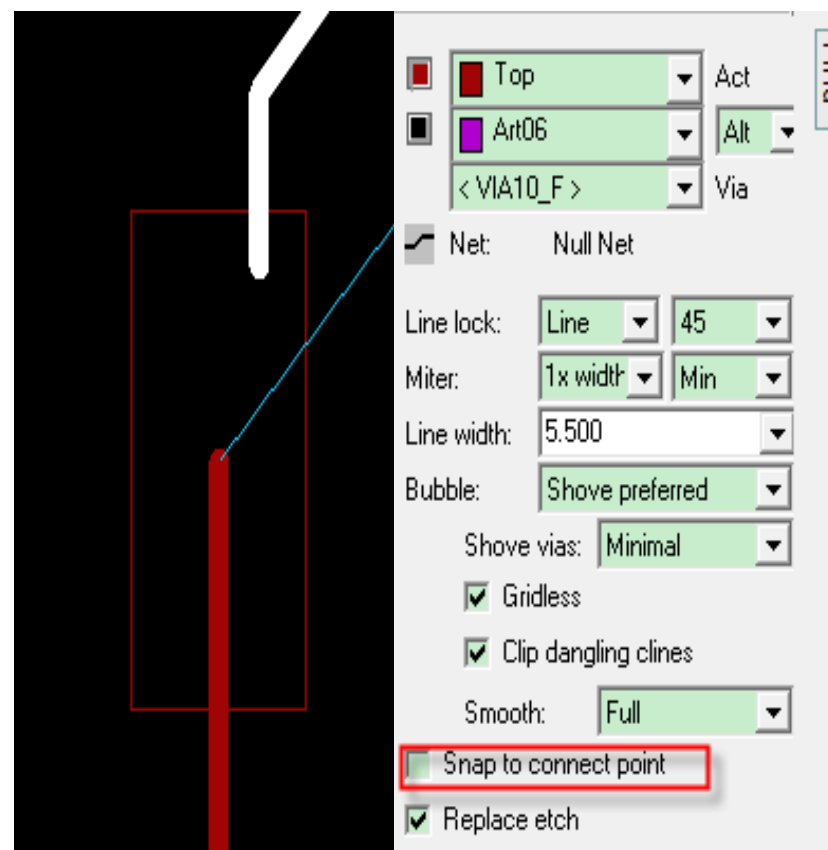 Top Act
Art06 Alt
< VIA10_F > Via
Net: Null Net
Line lock: Line 45
Miter: 1x width Min
Line width: 5.500
Bubble: Shove preferred
Shove vias: Minimal
Gridless
Clip dangling clines
Smooth: Full
Snap to connect point
Replace etch